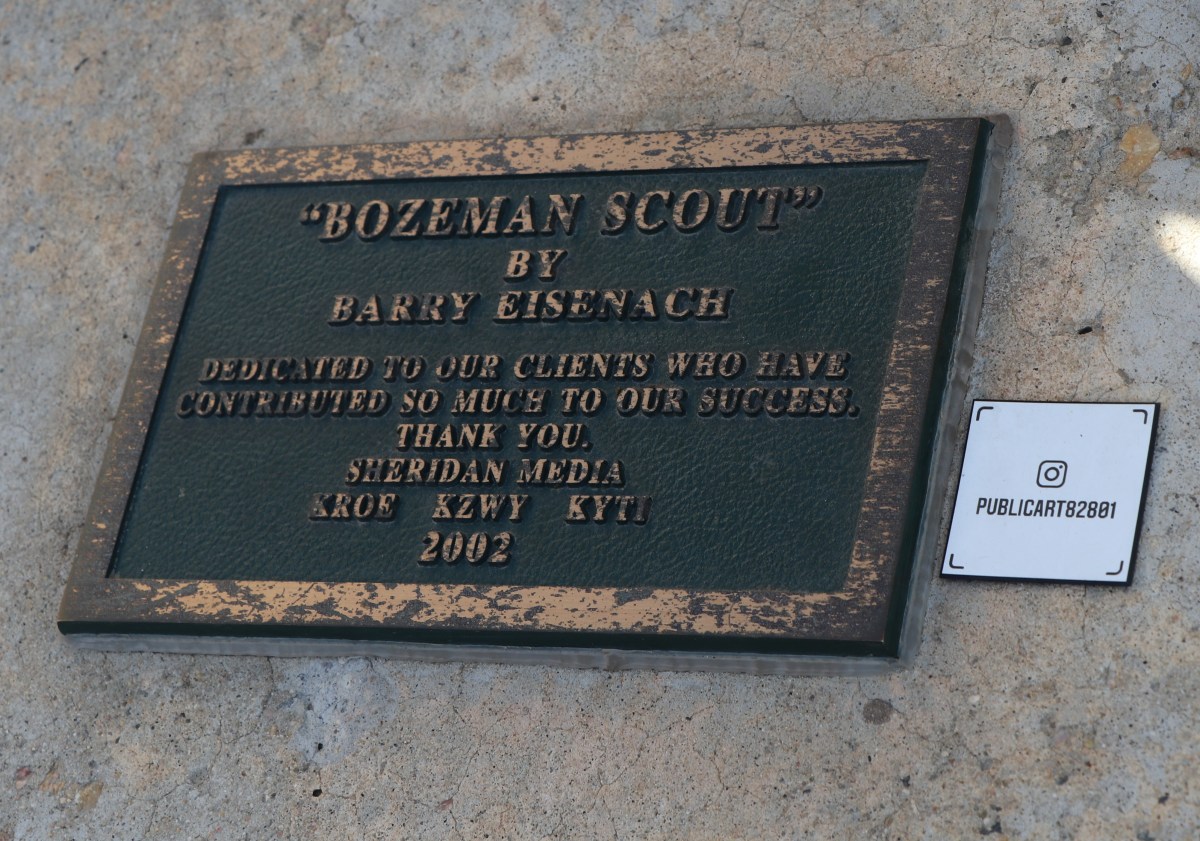 “BOZEMAN SCOUT”
BY
BARRY EISENACH
DEDICATED TO OUR CLIENTS WHO HAVE
CONTRIBUTED SO MUCH TO OUR SUCCESS.
THANK YOU.
SHERIDAN MEDIA
KROE KZWY KYTI
2002
PUBLICART82801